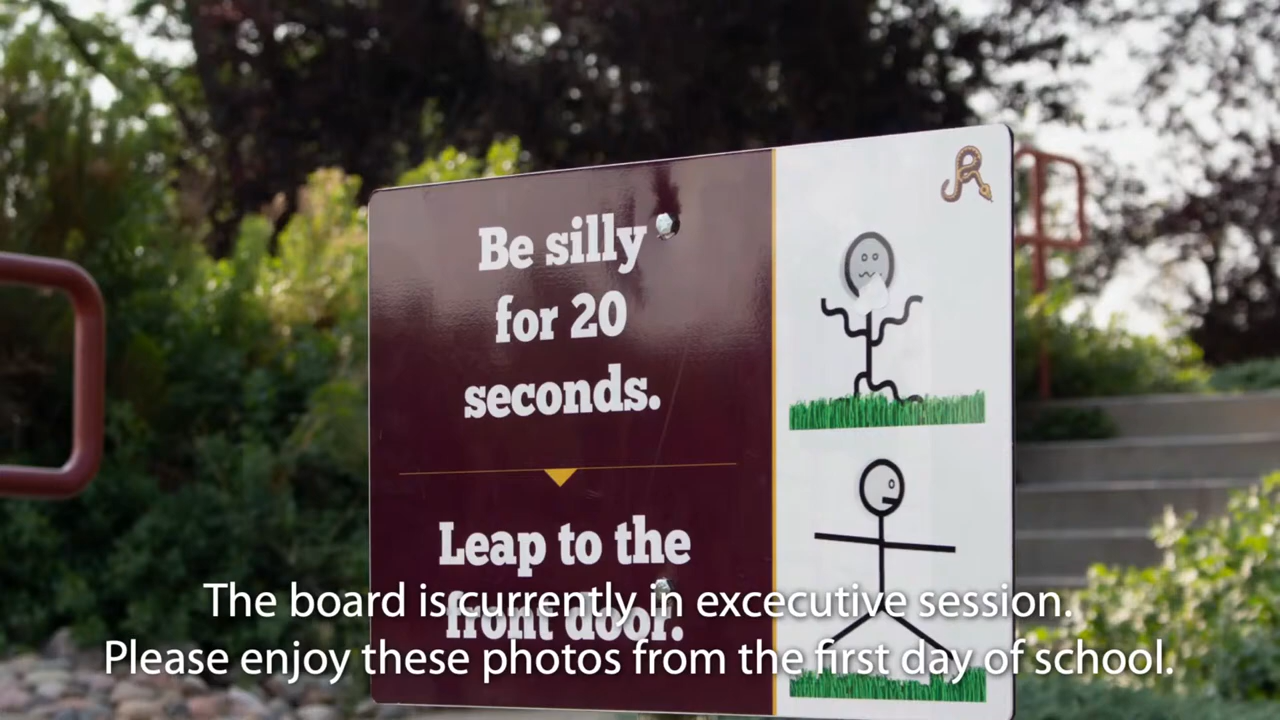 Be silly
for 20
seconds.
Leap to the
front door.
The board is currently in excecutive session.
Please enjoy these photos from the first day of school.